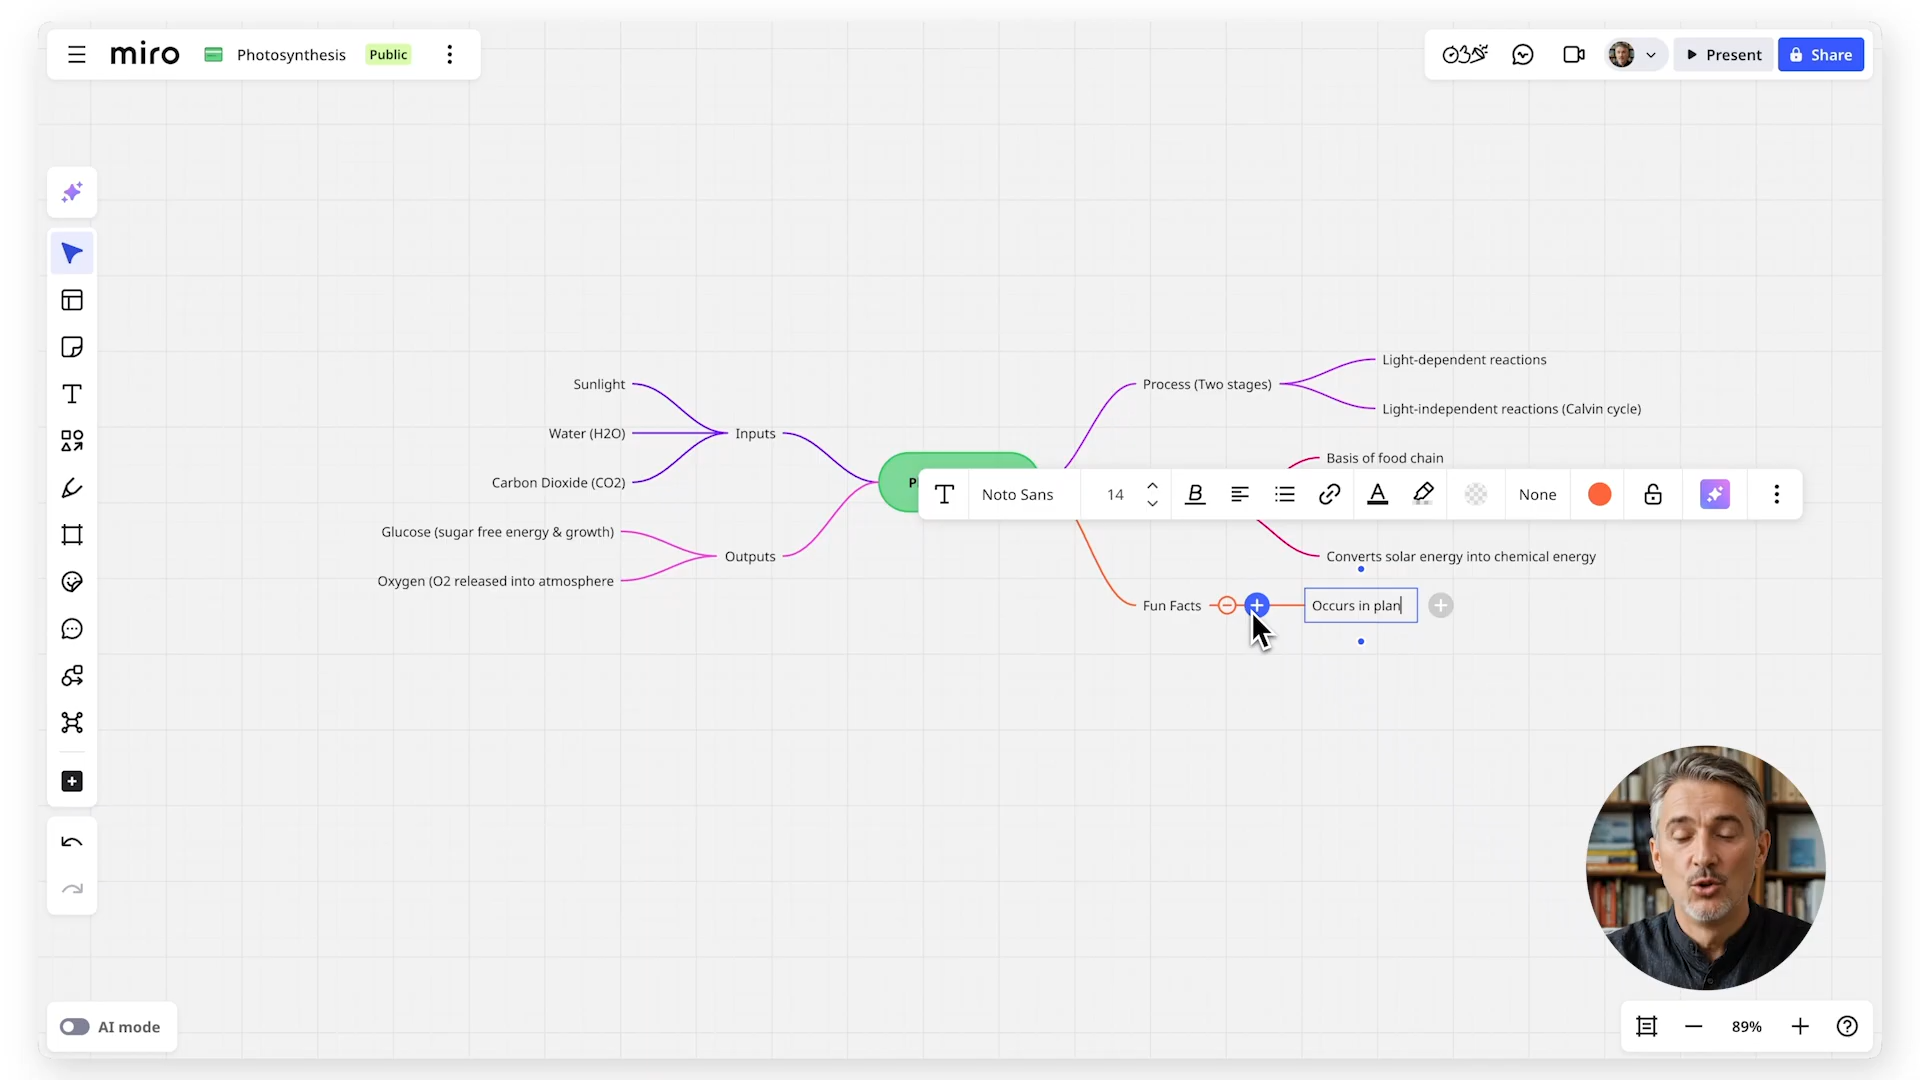 miro Photosynthesis Public
Present Share
Light-dependent reactions
Sunlight
Process (Two stages)
Light-independent reactions (Calvin cycle)
Water (H2O)
Inputs
Basis of food chain
Carbon Dioxide (CO2)
P
Noto Sans 14 B A None
Glucose (sugar free energy & growth)
Outputs
Converts solar energy into chemical energy
Oxygen (O2 released into atmosphere
Fun Facts
Occurs in plan
AI mode
89%